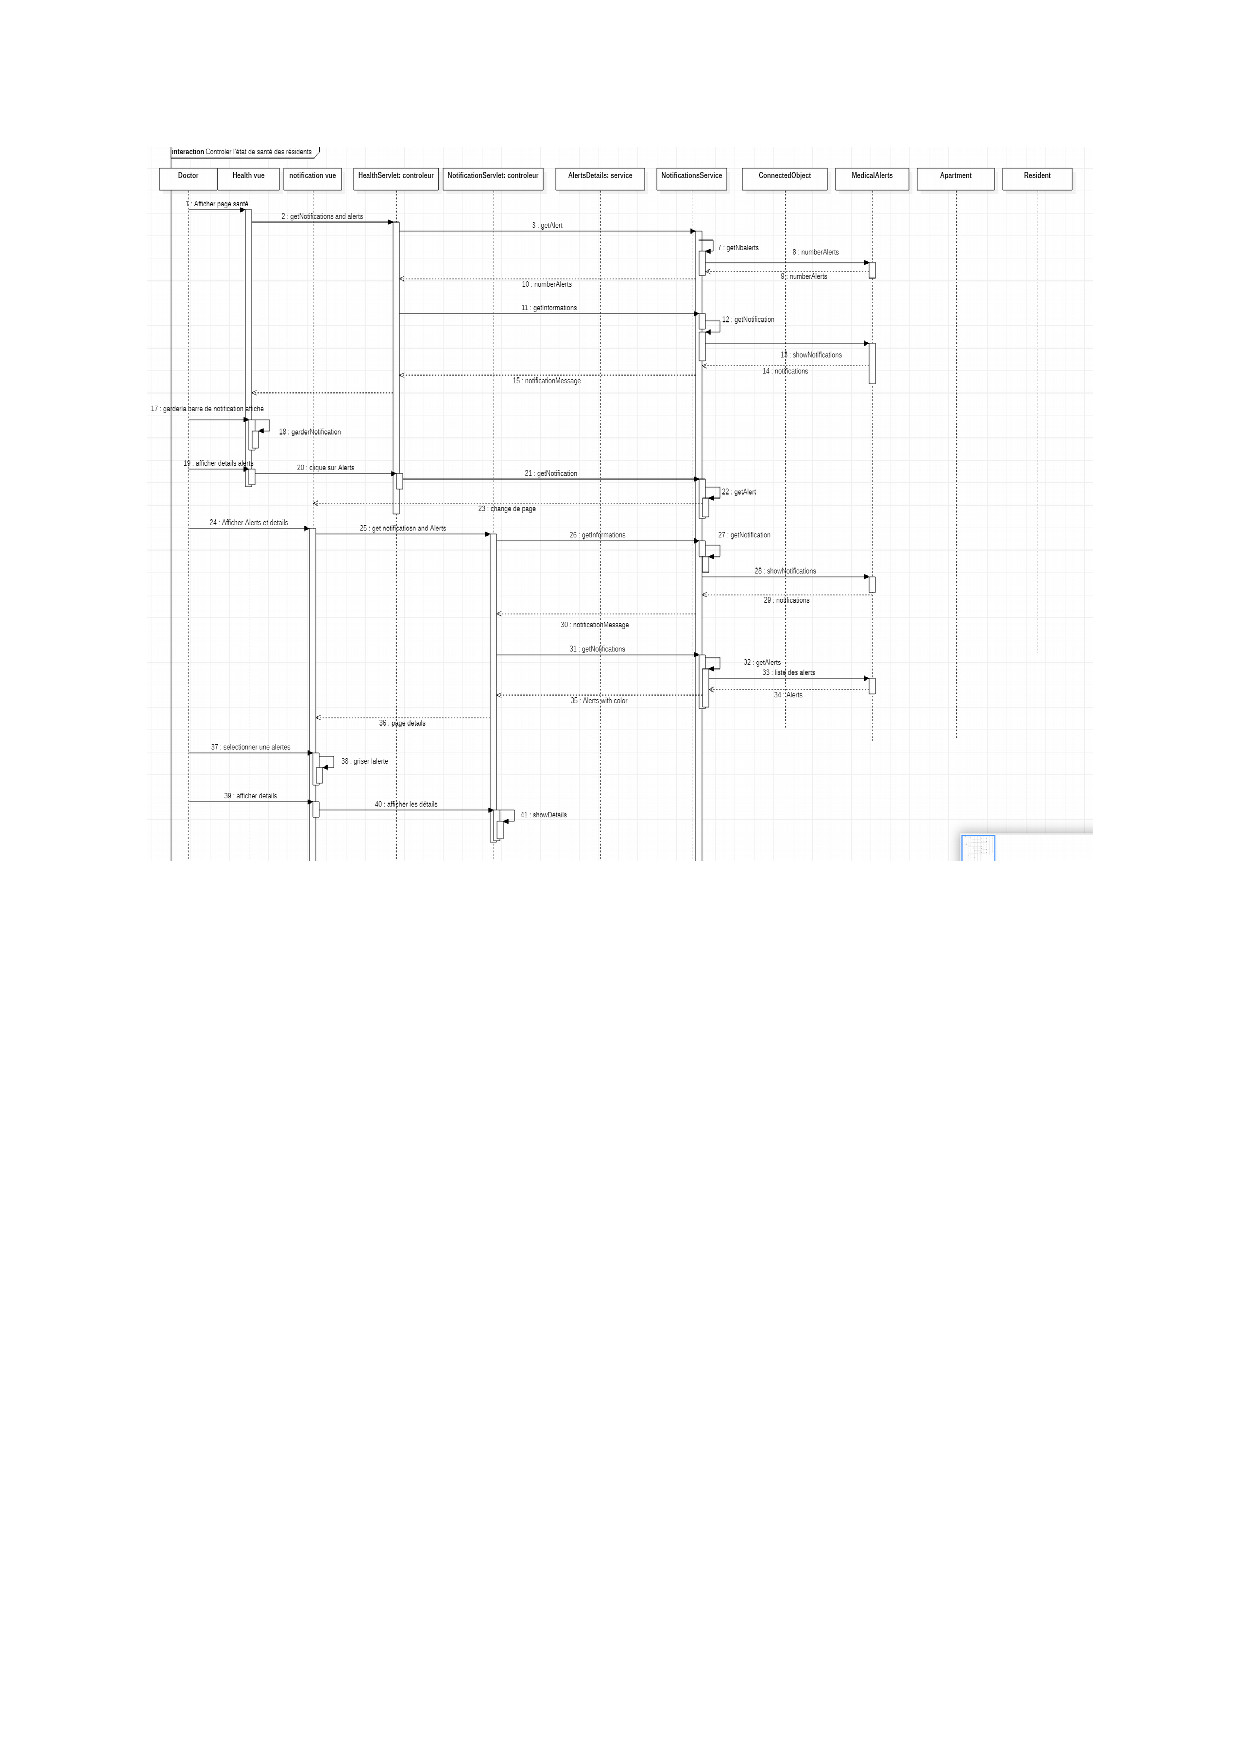 interaction Controler l'état de santé des résidents
Doctor
Health vue
notification vue
HealthServlet: controleur
NotificationServlet: controleur
AlertsDetails: service
NotificationsService
ConnectedObject
MedicalAlerts
Apartment
Resident
1 : Afficher page santé
2 : getNotifications and alerts
3 : getAlert
7 : getNbalerts
8 : numberAlerts
9 : numberAlerts
10 : numberAlerts
11 : getInformations
12 : getNotification
13 : showNotifications
14 : notifications
15 : notificationMessage
17 : garder la barre de notification affiché
18 : garderNotification
19 : afficher details alerts
20 : clique sur Alerts
21 : getNotification
22 : getAlert
23 : change de page
24 : Afficher Alerts et details
25 : get notificatiosn and Alerts
26 : getInformations
27 : getNotification
28 : showNotifications
29 : notifications
30 : notificationMessage
31 : getNotifications
32 : getAlerts
33 : liste des alerts
34 : Alerts
35 : Alerts with color
36 : page details
37 : selectionner une alertes
38 : griser lalerte
39 : afficher details
40 : afficher les détails
41 : showDetails